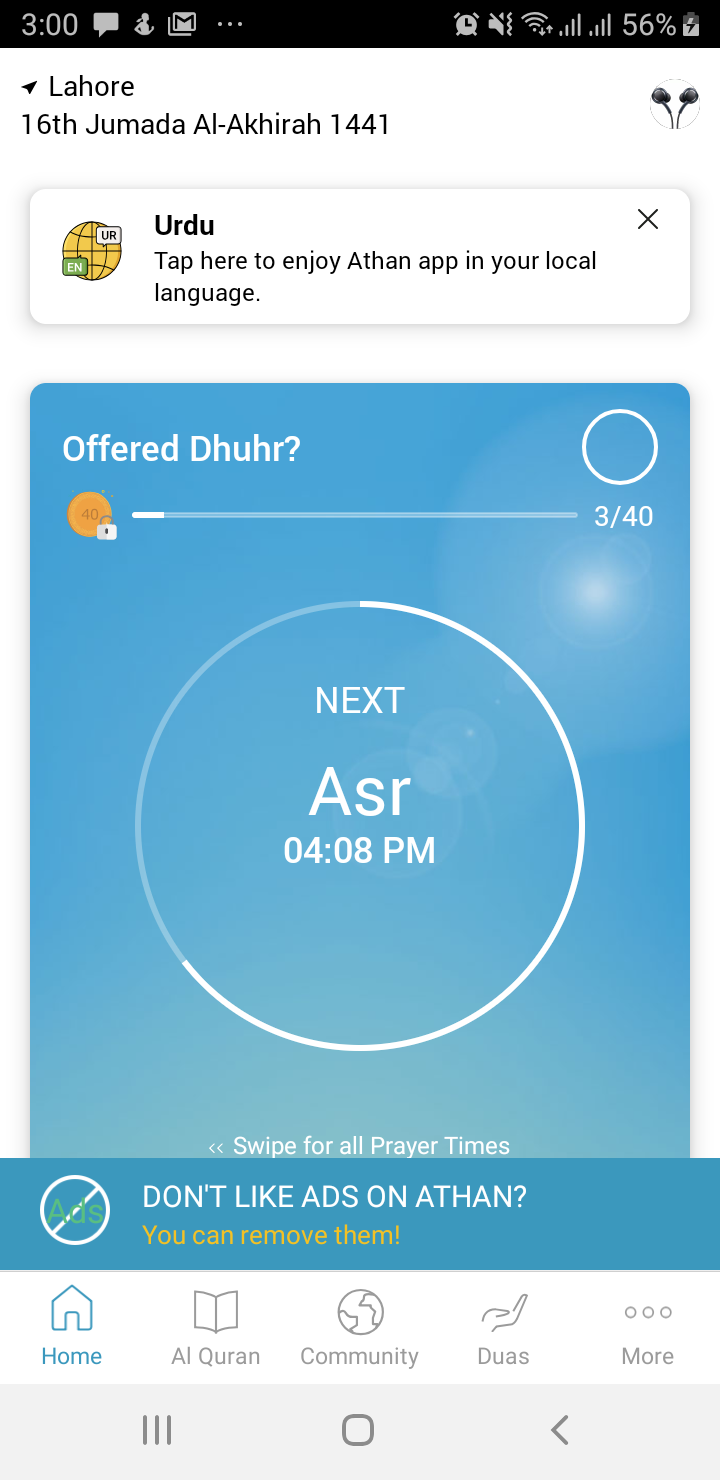 3:00 56%
Lahore
16th Jumada Al-Akhirah 1441
UR
EN
Urdu
Tap here to enjoy Athan app in your local
language.
Offered Dhuhr?
40
3/40
NEXT
Asr
04:08 PM
<< Swipe for all Prayer Times
Ads
DON'T LIKE ADS ON ATHAN?
You can remove them!
Home Al Quran Community Duas More